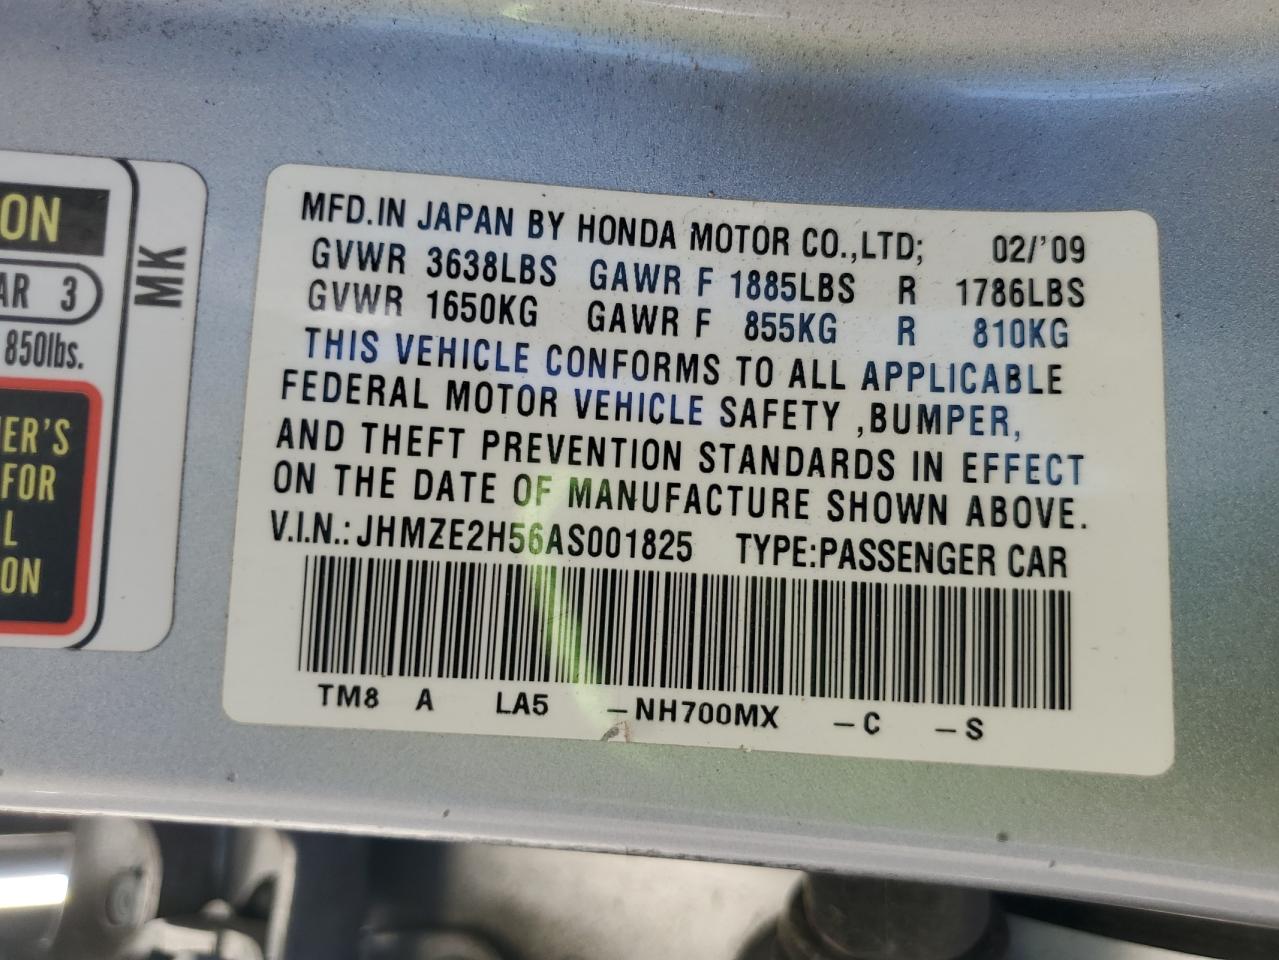 ON
AR 3
850lbs.
ER'S
FOR
L
ON
MK
MFD.IN JAPAN BY HONDA MOTOR CO.,LTD; 02/'09
GVWR 3638LBS GAWR F 1885LBS R 1786LBS
GVWR 1650KG GAWR F 855KG R 810KG
THIS VEHICLE CONFORMS TO ALL APPLICABLE
FEDERAL MOTOR VEHICLE SAFETY ,BUMPER,
AND THEFT PREVENTION STANDARDS IN EFFECT
ON THE DATE OF MANUFACTURE SHOWN ABOVE.
V.I.N.: JHMZE2H56AS001825 TYPE:PASSENGER CAR
TM8 A LA5 -NH700MX -C -S